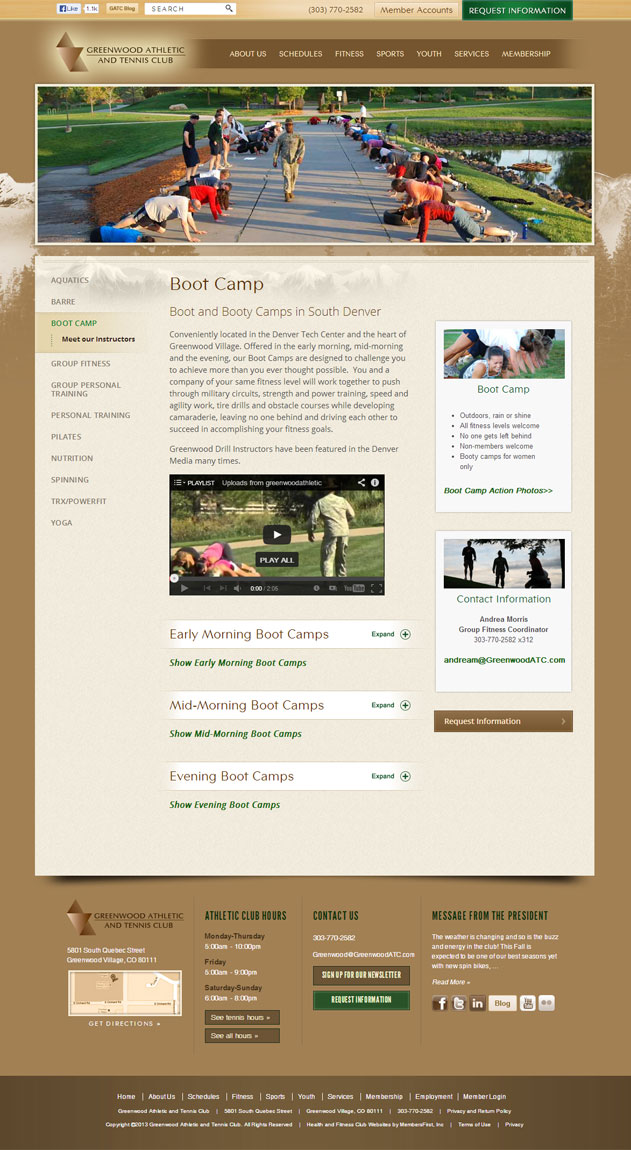 Like 1.1k GATC Blog SEARCH (303) 770-2582 Member Accounts REQUEST INFORMATION
GREENWOOD ATHLETIC
AND TENNIS CLUB
ABOUT US SCHEDULES FITNESS SPORTS YOUTH SERVICES MEMBERSHIP
AQUATICS
BARRE
BOOT CAMP
Meet our Instructors
GROUP FITNESS
GROUP PERSONAL
TRAINING
PERSONAL TRAINING
PILATES
NUTRITION
SPINNING
TRX/POWERFIT
YOGA
Boot Camp
Boot and Booty Camps in South Denver
Conveniently located in the Denver Tech Center and the heart of
Greenwood Village. Offered in the early morning, mid-morning
and the evening, our Boot Camps are designed to challenge you
to achieve more than you ever thought possible. You and a
company of your same fitness level will work together to push
through military circuits, strength and power training, speed and
agility work, tire drills and obstacle courses while developing
camaraderie, leaving no one behind and driving each other to
succeed in accomplishing your fitness goals.
Greenwood Drill Instructors have been featured in the Denver
Media many times.
PLAYLIST Uploads from greenwoodathletic
PLAY ALL
0:00 / 2:05 YouTube
Early Morning Boot Camps Expand
Show Early Morning Boot Camps
Mid-Morning Boot Camps Expand
Show Mid-Morning Boot Camps
Evening Boot Camps Expand
Show Evening Boot Camps
Boot Camp
• Outdoors, rain or shine
• All fitness levels welcome
• No one gets left behind
• Non-members welcome
• Booty camps for women
only
Boot Camp Action Photos>>
Contact Information
Andrea Morris
Group Fitness Coordinator
303-770-2582 x312
andream@GreenwoodATC.com
Request Information
GREENWOOD ATHLETIC
AND TENNIS CLUB
5801 South Quebec Street
Greenwood Village, CO 80111
GET DIRECTIONS »
ATHLETIC CLUB HOURS
Monday-Thursday
5:00am - 10:00pm
Friday
5:00am - 9:00pm
Saturday-Sunday
6:00am - 8:00pm
See tennis hours »
See all hours »
CONTACT US
303-770-2582
Greenwood@GreenwoodATC.com
SIGN UP FOR OUR NEWSLETTER
REQUEST INFORMATION
MESSAGE FROM THE PRESIDENT
The weather is changing and so is the buzz
and energy in the club! This Fall is
expected to be one of our best seasons yet
with new spin bikes, ...
Read More »
Blog
Home | About Us | Schedules | Fitness | Sports | Youth | Services | Membership | Employment | Member Login
Greenwood Athletic and Tennis Club | 5801 South Quebec Street | Greenwood Village, CO 80111 | 303-770-2582 | Privacy and Return Policy
Copyright ©2013 Greenwood Athletic and Tennis Club. All Rights Reserved | Health and Fitness Club Websites by MembersFirst, Inc | Terms of Use | Privacy